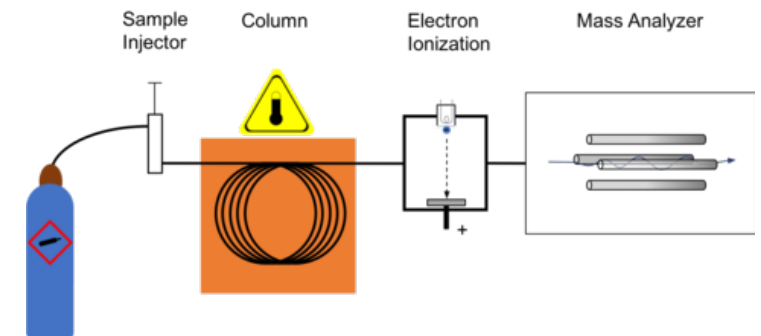 Sample
Injector
Column
Electron
Ionization
Mass Analyzer
+